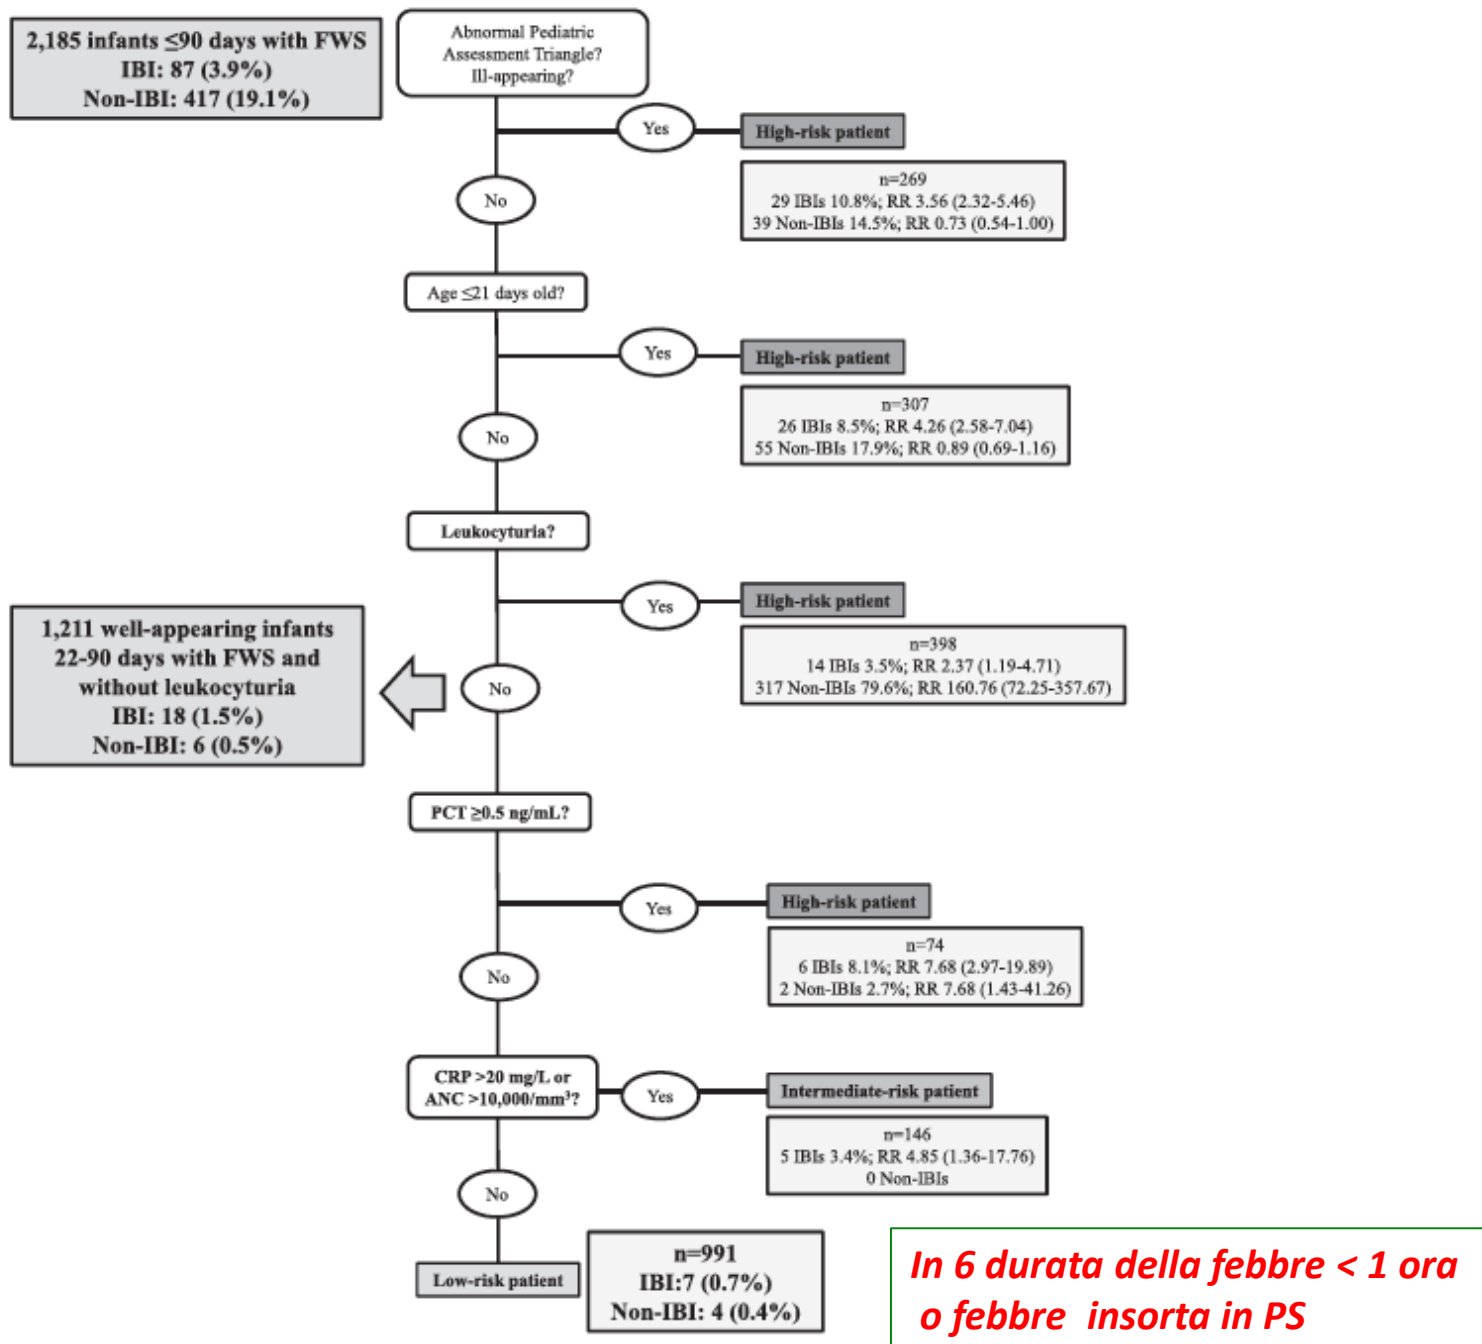 2,185 infants ≤90 days with FWS
IBI: 87 (3.9%)
Non-IBI: 417 (19.1%)
Abnormal Pediatric
Assessment Triangle?
Ill-appearing?
Yes
High-risk patient
n=269
29 IBIs 10.8%; RR 3.56 (2.32-5.46)
39 Non-IBIs 14.5%; RR 0.73 (0.54-1.00)
No
Age ≤21 days old?
Yes
High-risk patient
n=307
26 IBIs 8.5%; RR 4.26 (2.58-7.04)
55 Non-IBIs 17.9%; RR 0.89 (0.69-1.16)
No
Leukocyturia?
Yes
High-risk patient
n=398
14 IBIs 3.5%; RR 2.37 (1.19-4.71)
317 Non-IBIs 79.6%; RR 160.76 (72.25-357.67)
No
1,211 well-appearing infants
22-90 days with FWS and
without leukocyturia
IBI: 18 (1.5%)
Non-IBI: 6 (0.5%)
PCT ≥0.5 ng/mL?
Yes
High-risk patient
n=74
6 IBIs 8.1%; RR 7.68 (2.97-19.89)
2 Non-IBIs 2.7%; RR 7.68 (1.43-41.26)
No
CRP >20 mg/L or
ANC >10,000/mm³?
Yes
Intermediate-risk patient
n=146
5 IBIs 3.4%; RR 4.85 (1.36-17.76)
0 Non-IBIs
No
Low-risk patient
n=991
IBI:7 (0.7%)
Non-IBI: 4 (0.4%)
In 6 durata della febbre < 1 ora
o febbre insorta in PS